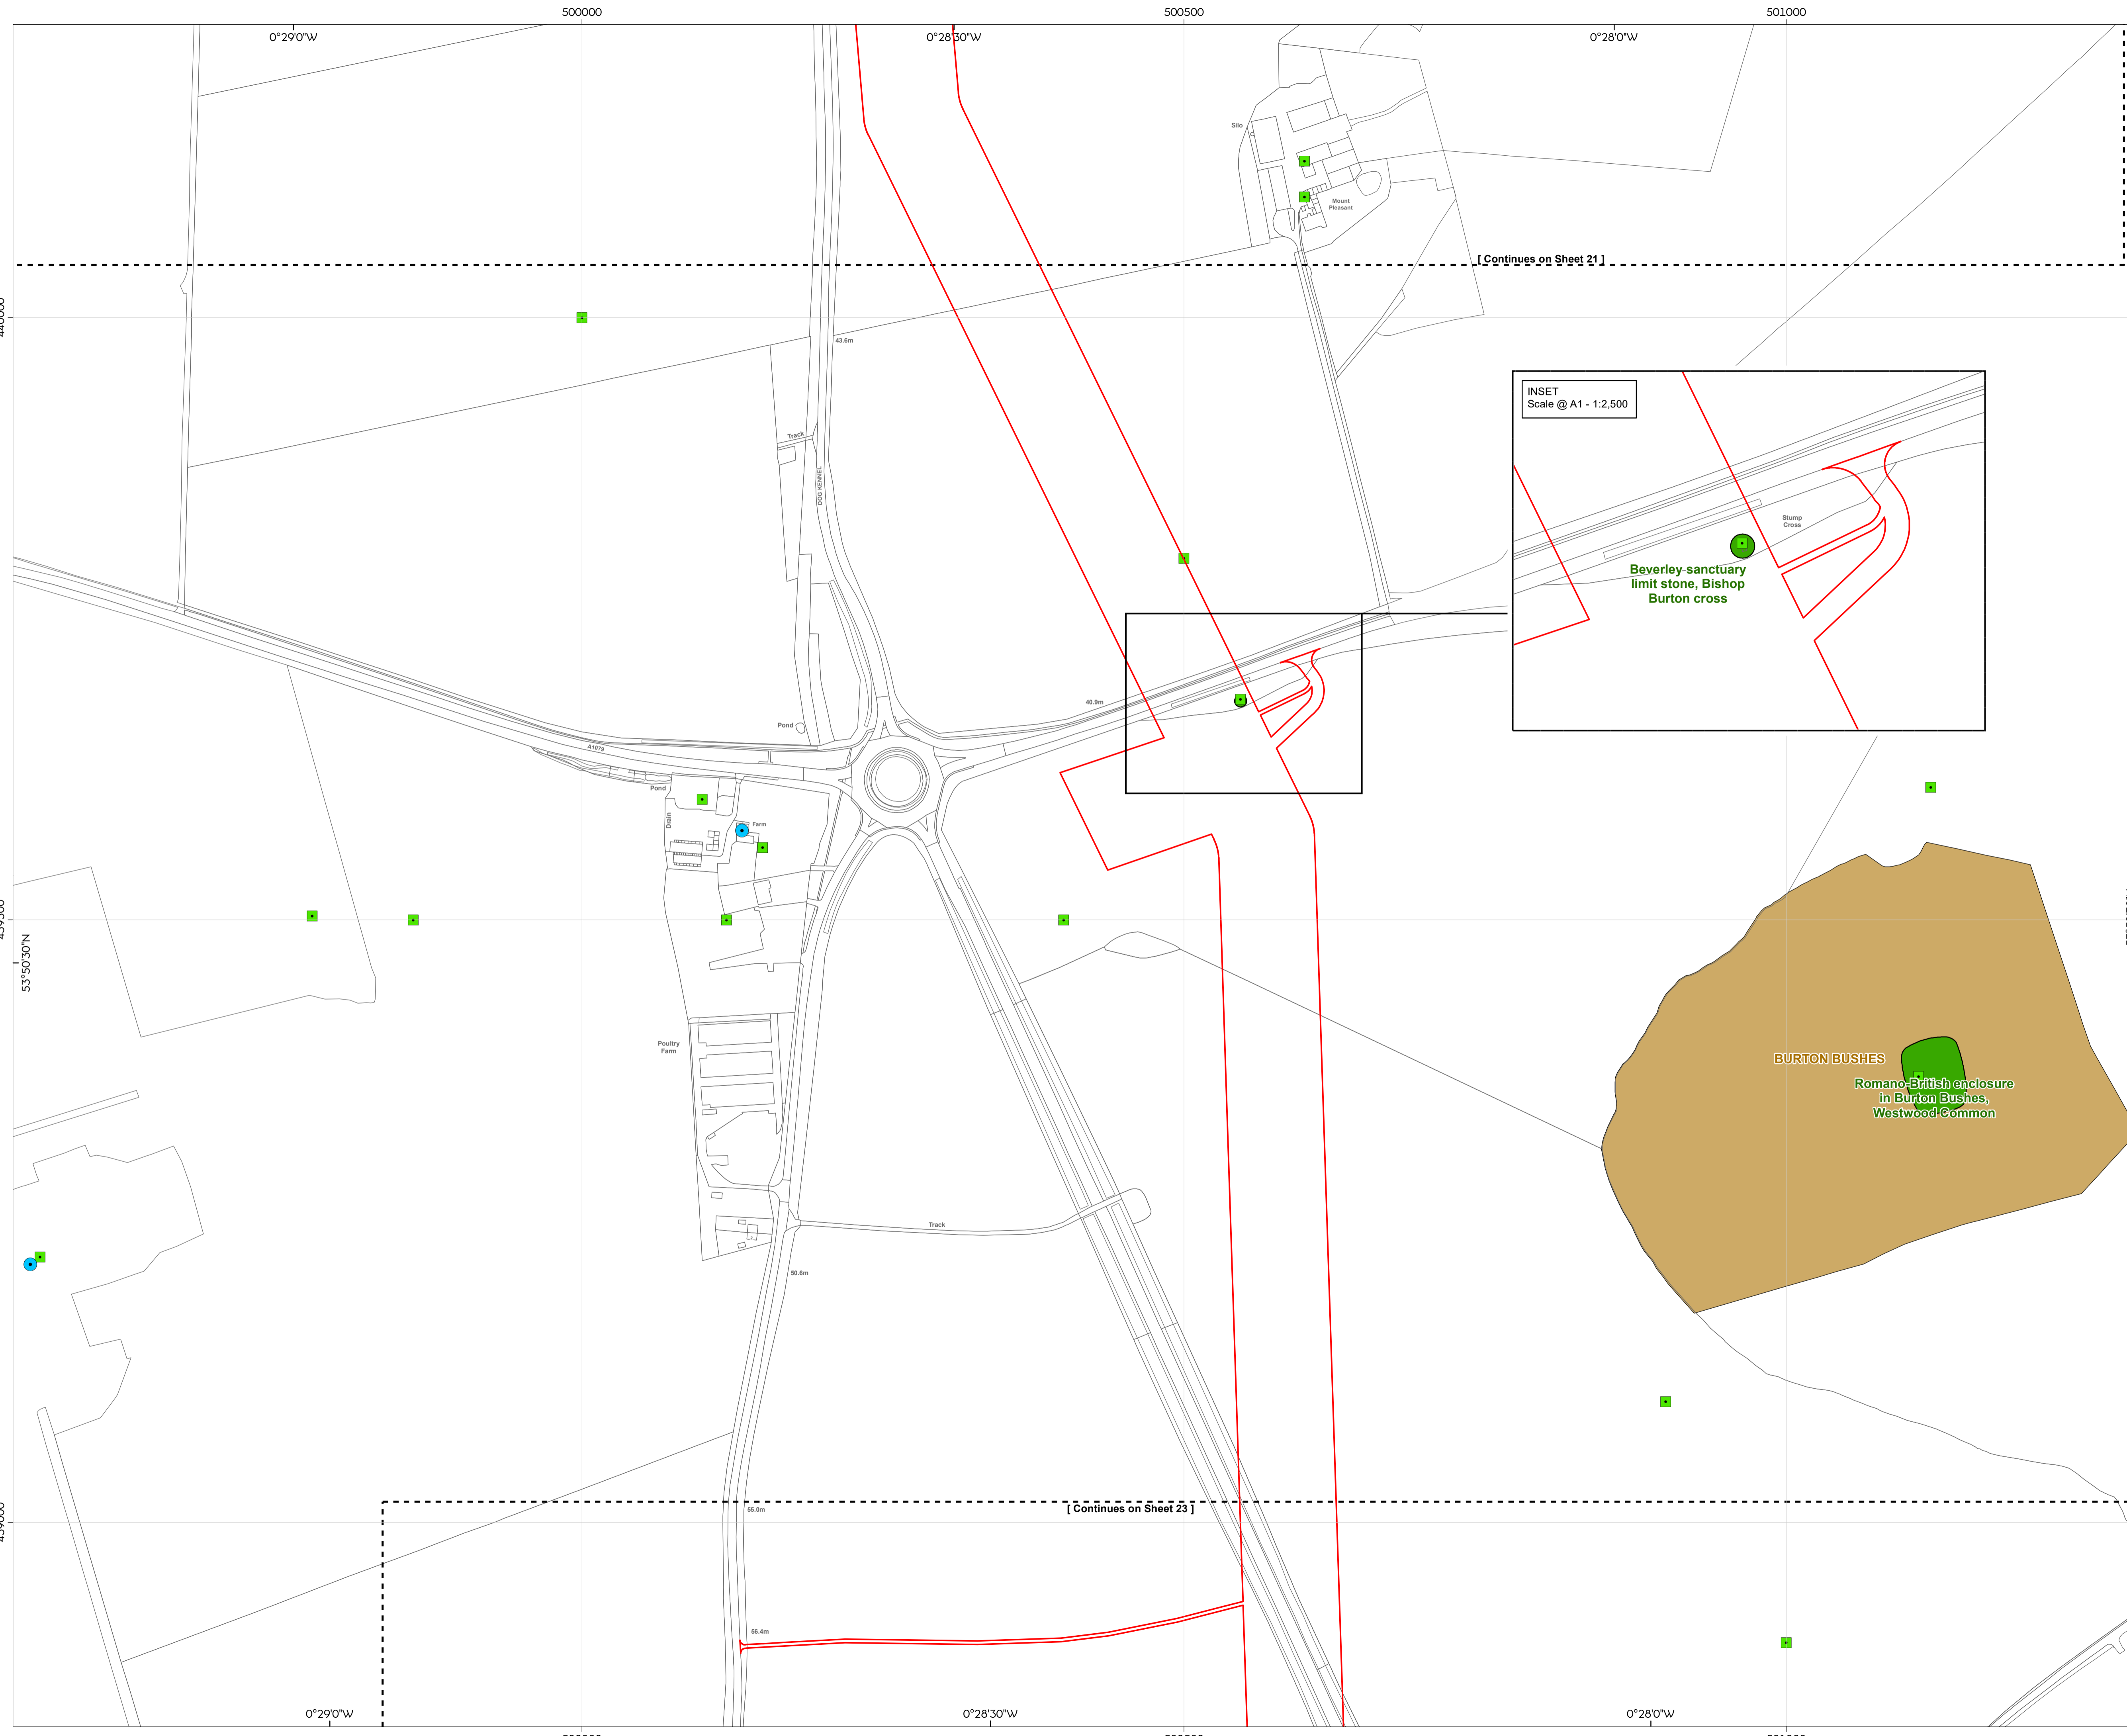 500000
500500
501000
0°29'0"W
0°28'30"W
0°28'0"W
Silo
Mount
Pleasant
[ Continues on Sheet 21 ]
43.6m
INSET
Scale @ A1 - 1:2,500
Track
DOG KENNEL
Stump
Cross
Beverley sanctuary
limit stone, Bishop
Burton cross
40.9m
Pond
A1079
Pond
Drain
Farm
53°50'30"N
Poultry
Farm
BURTON BUSHES
Romano-British enclosure
in Burton Bushes,
Westwood Common
Track
50.6m
[ Continues on Sheet 23 ]
55.0m
56.4m
0°29'0"W
0°28'30"W
0°28'0"W